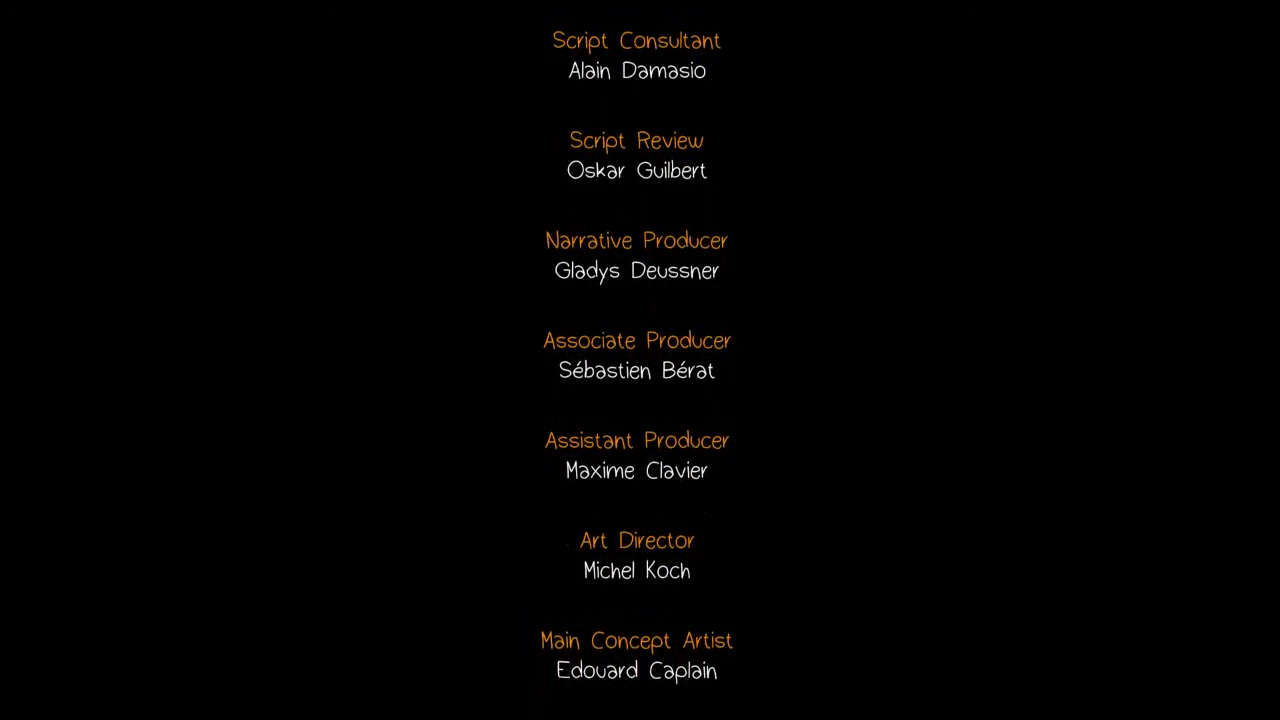 Script Consultant
Alain Damasio
Script Review
Oskar Guilbert
Narrative Producer
Gladys Deussner
Associate Producer
Sébastien Bérat
Assistant Producer
Maxime Clavier
Art Director
Michel Koch
Main Concept Artist
Edouard Caplain